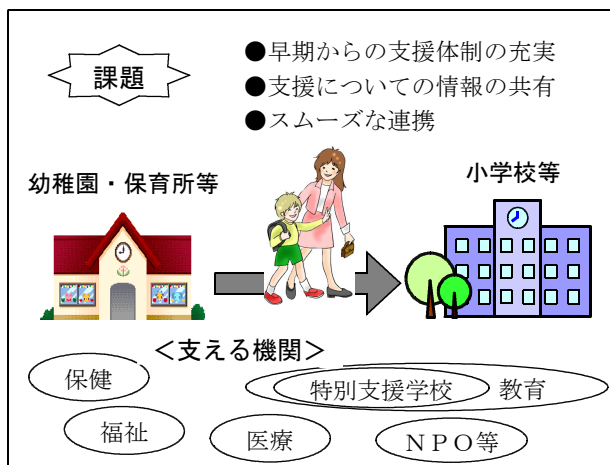 課題
●早期からの支援体制の充実
●支援についての情報の共有
●スムーズな連携
幼稚園・保育所等
小学校等
＜支える機関＞
保健
特別支援学校
教育
福祉
医療
ＮＰＯ等